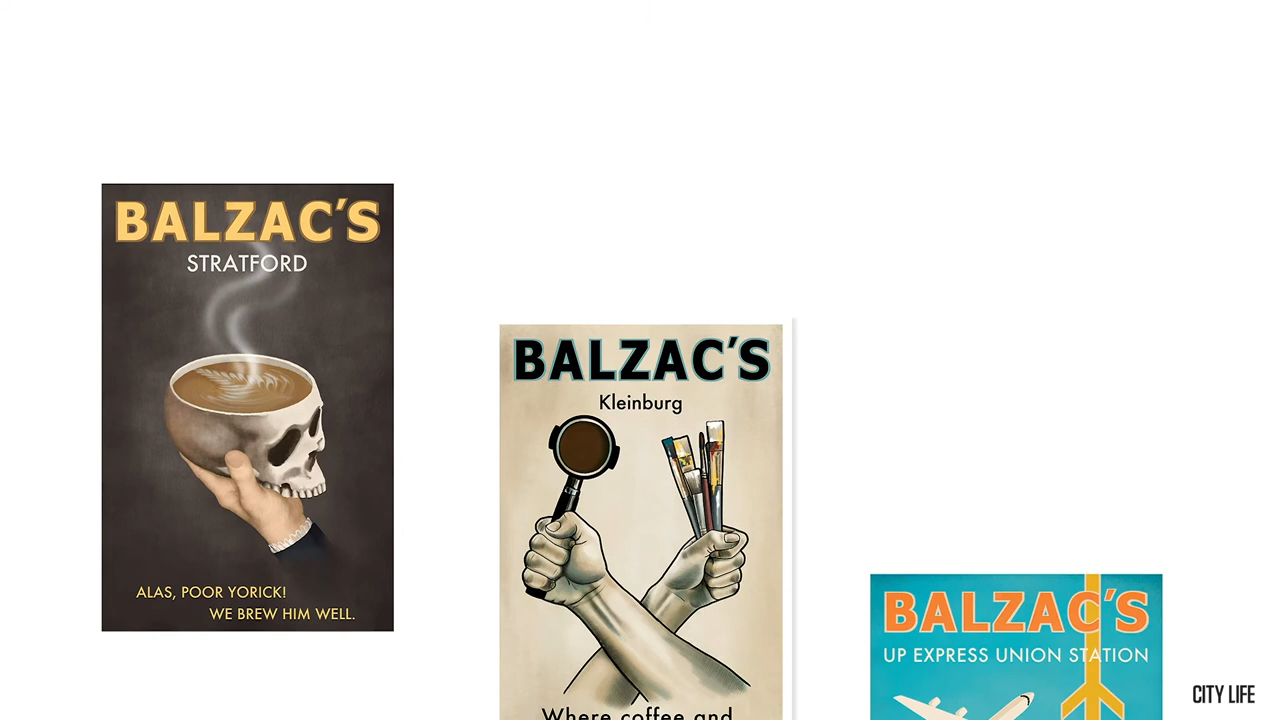 BALZAC'S
STRATFORD
ALAS, POOR YORICK!
WE BREW HIM WELL.
BALZAC'S
Kleinburg
Where coffee and
BALZAC'S
UP EXPRESS UNION STATION
CITY LIFE